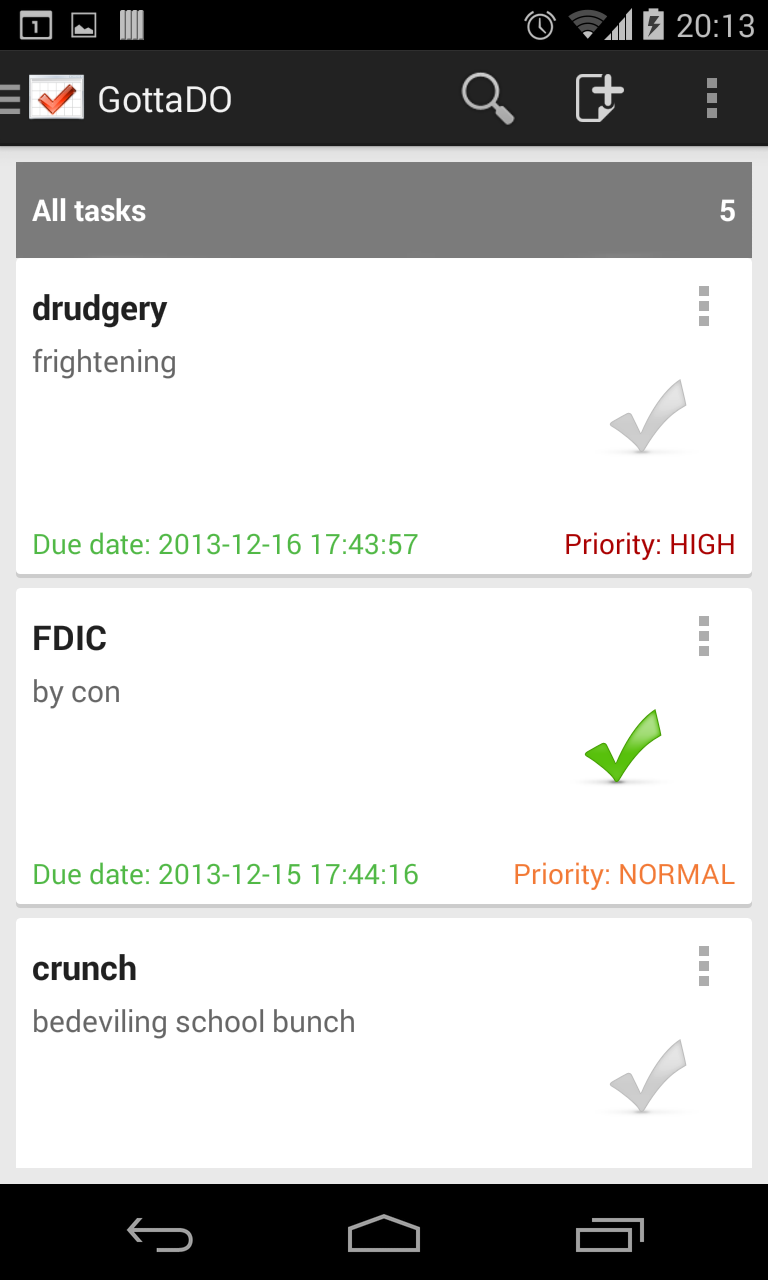 1 20:13
GottaDO
All tasks 5
drudgery
frightening
Due date: 2013-12-16 17:43:57 Priority: HIGH
FDIC
by con
Due date: 2013-12-15 17:44:16 Priority: NORMAL
crunch
bedeviling school bunch